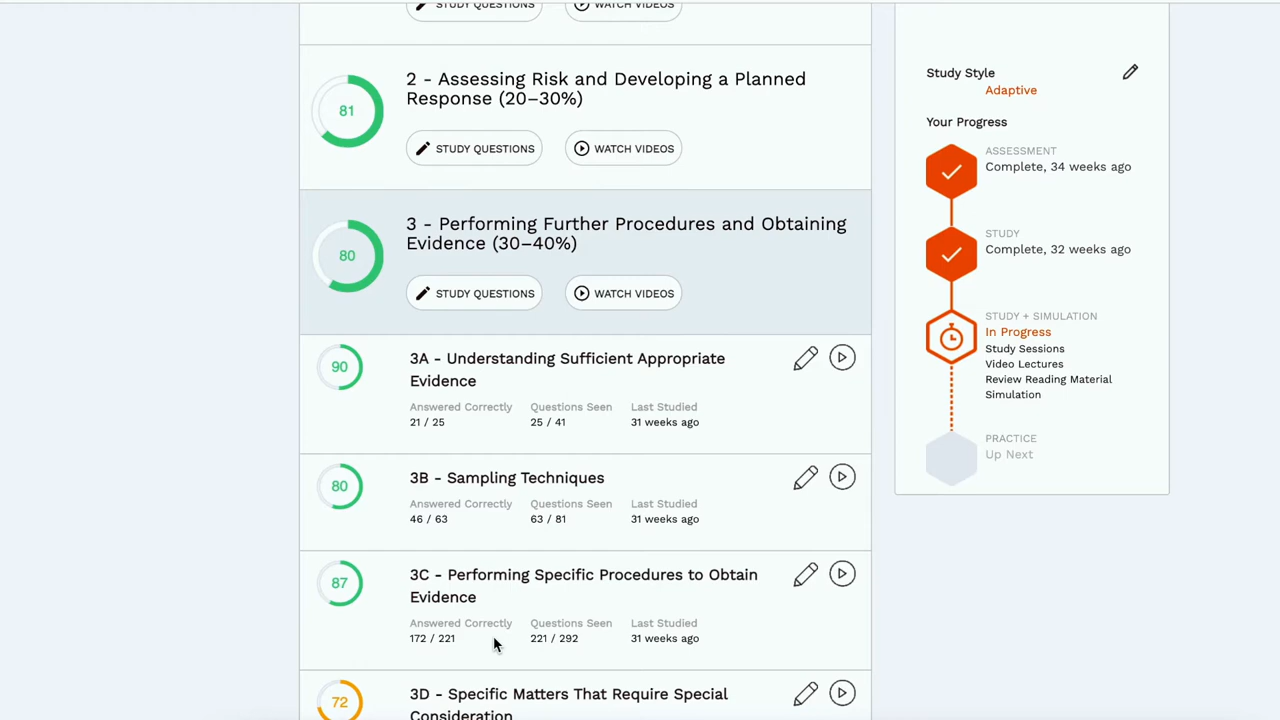 STUDY QUESTIONS
WATCH VIDEOS
81
2 - Assessing Risk and Developing a Planned
Response (20–30%)
STUDY QUESTIONS
WATCH VIDEOS
80
3 - Performing Further Procedures and Obtaining
Evidence (30–40%)
STUDY QUESTIONS
WATCH VIDEOS
90
3A - Understanding Sufficient Appropriate
Evidence
Answered Correctly Questions Seen Last Studied
21 / 25 25 / 41 31 weeks ago
80
3B - Sampling Techniques
Answered Correctly Questions Seen Last Studied
46 / 63 63 / 81 31 weeks ago
87
3C - Performing Specific Procedures to Obtain
Evidence
Answered Correctly Questions Seen Last Studied
172 / 221 221 / 292 31 weeks ago
72
3D - Specific Matters That Require Special
Consideration
Study Style
Adaptive
Your Progress
ASSESSMENT
Complete, 34 weeks ago
STUDY
Complete, 32 weeks ago
STUDY + SIMULATION
In Progress
Study Sessions
Video Lectures
Review Reading Material
Simulation
PRACTICE
Up Next